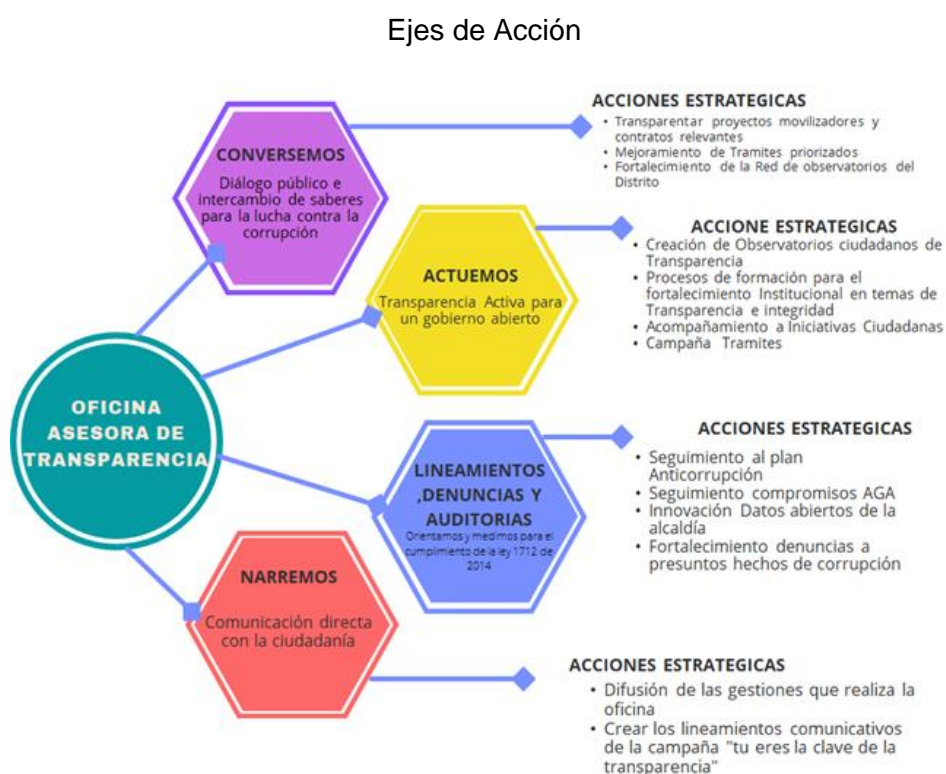 Ejes de Acción
CONVERSEMOS
Diálogo público e
intercambio de saberes
para la lucha contra la
corrupción
ACCIONES ESTRATEGICAS
• Transparentar proyectos movilizadores y
contratos relevantes
• Mejoramiento de Tramites priorizados
• Fortalecimiento de la Red de observatorios del
Distrito
ACTUEMOS
Transparencia Activa para
un gobierno abierto
ACCIONE ESTRATEGICAS
• Creación de Observatorios ciudadanos de
Transparencia
• Procesos de formación para el
fortalecimiento Institucional en temas de
Transparencia e integridad
• Acompañamiento a Iniciativas Ciudadanas
• Campaña Tramites
OFICINA
ASESORA DE
TRANSPARENCIA
LINEAMIENTOS
,DENUNCIAS Y
AUDITORIAS
Orientamos y medimos para el
cumplimiento de la ley 1712 de
2014
ACCIONES ESTRATEGICAS
• Seguimiento al plan
Anticorrupción
• Seguimiento compromisos AGA
• Innovación Datos abiertos de la
alcaldía
• Fortalecimiento denuncias a
presuntos hechos de corrupción
NARREMOS
Comunicación directa
con la ciudadanía
ACCIONES ESTRATEGICAS
• Difusión de las gestiones que realiza la
oficina
• Crear los lineamientos comunicativos
de la campaña "tu eres la clave de la
transparencia"